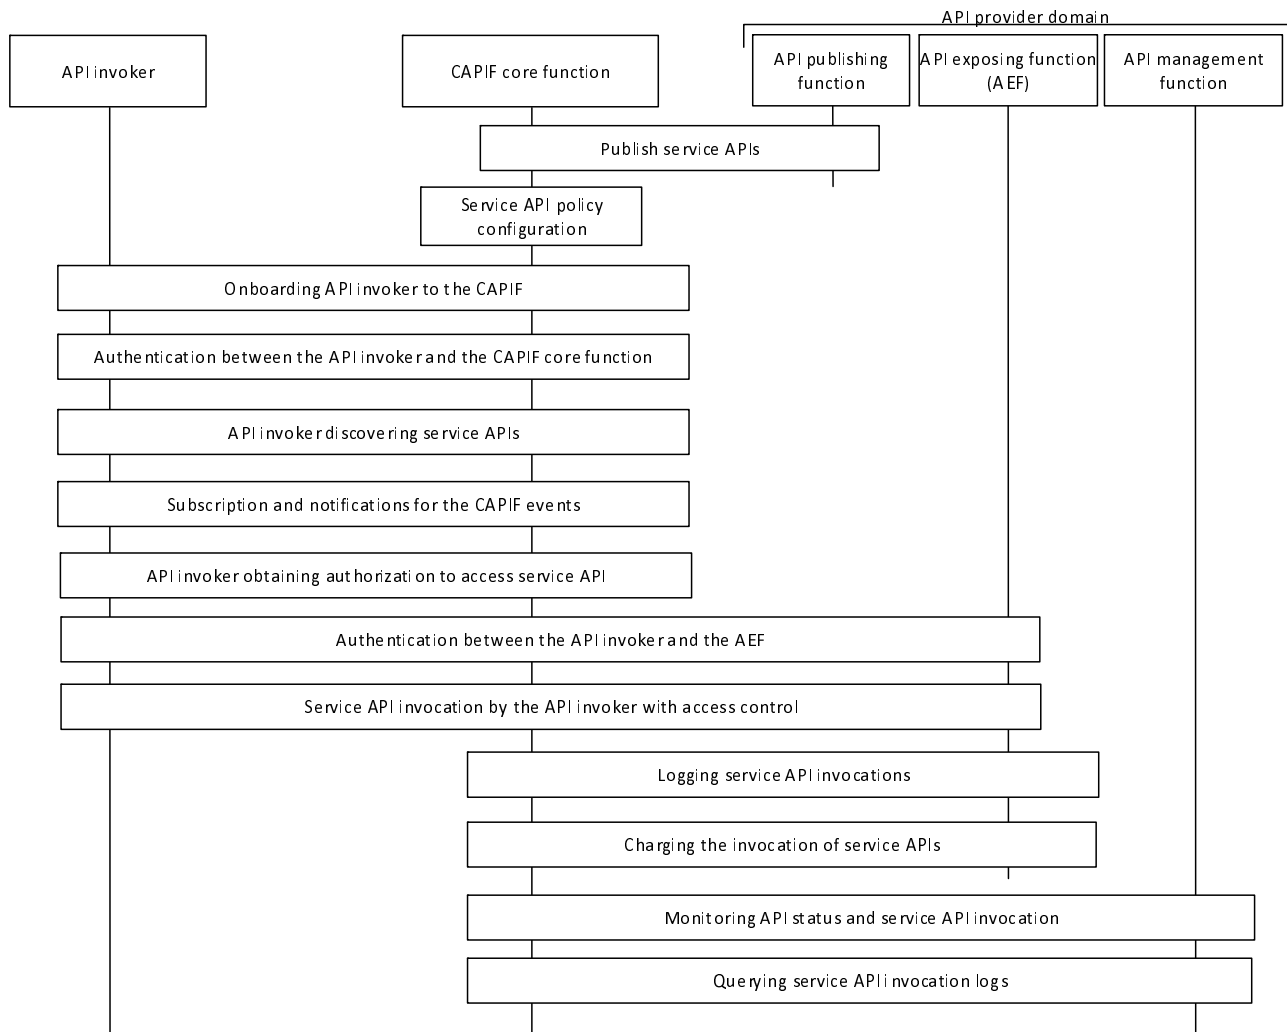 API provider domain
API invoker
CAPIF core function
API publishing
function
API exposing function
(AEF)
API management
function
Publish service APIs
Service API policy
configuration
Onboarding API invoker to the CAPIF
Authentication between the API invoker and the CAPIF core function
API invoker discovering service APIs
Subscription and notifications for the CAPIF events
API invoker obtaining authorization to access service API
Authentication between the API invoker and the AEF
Service API invocation by the API invoker with access control
Logging service API invocations
Charging the invocation of service APIs
Monitoring API status and service API invocation
Querying service API invocation logs